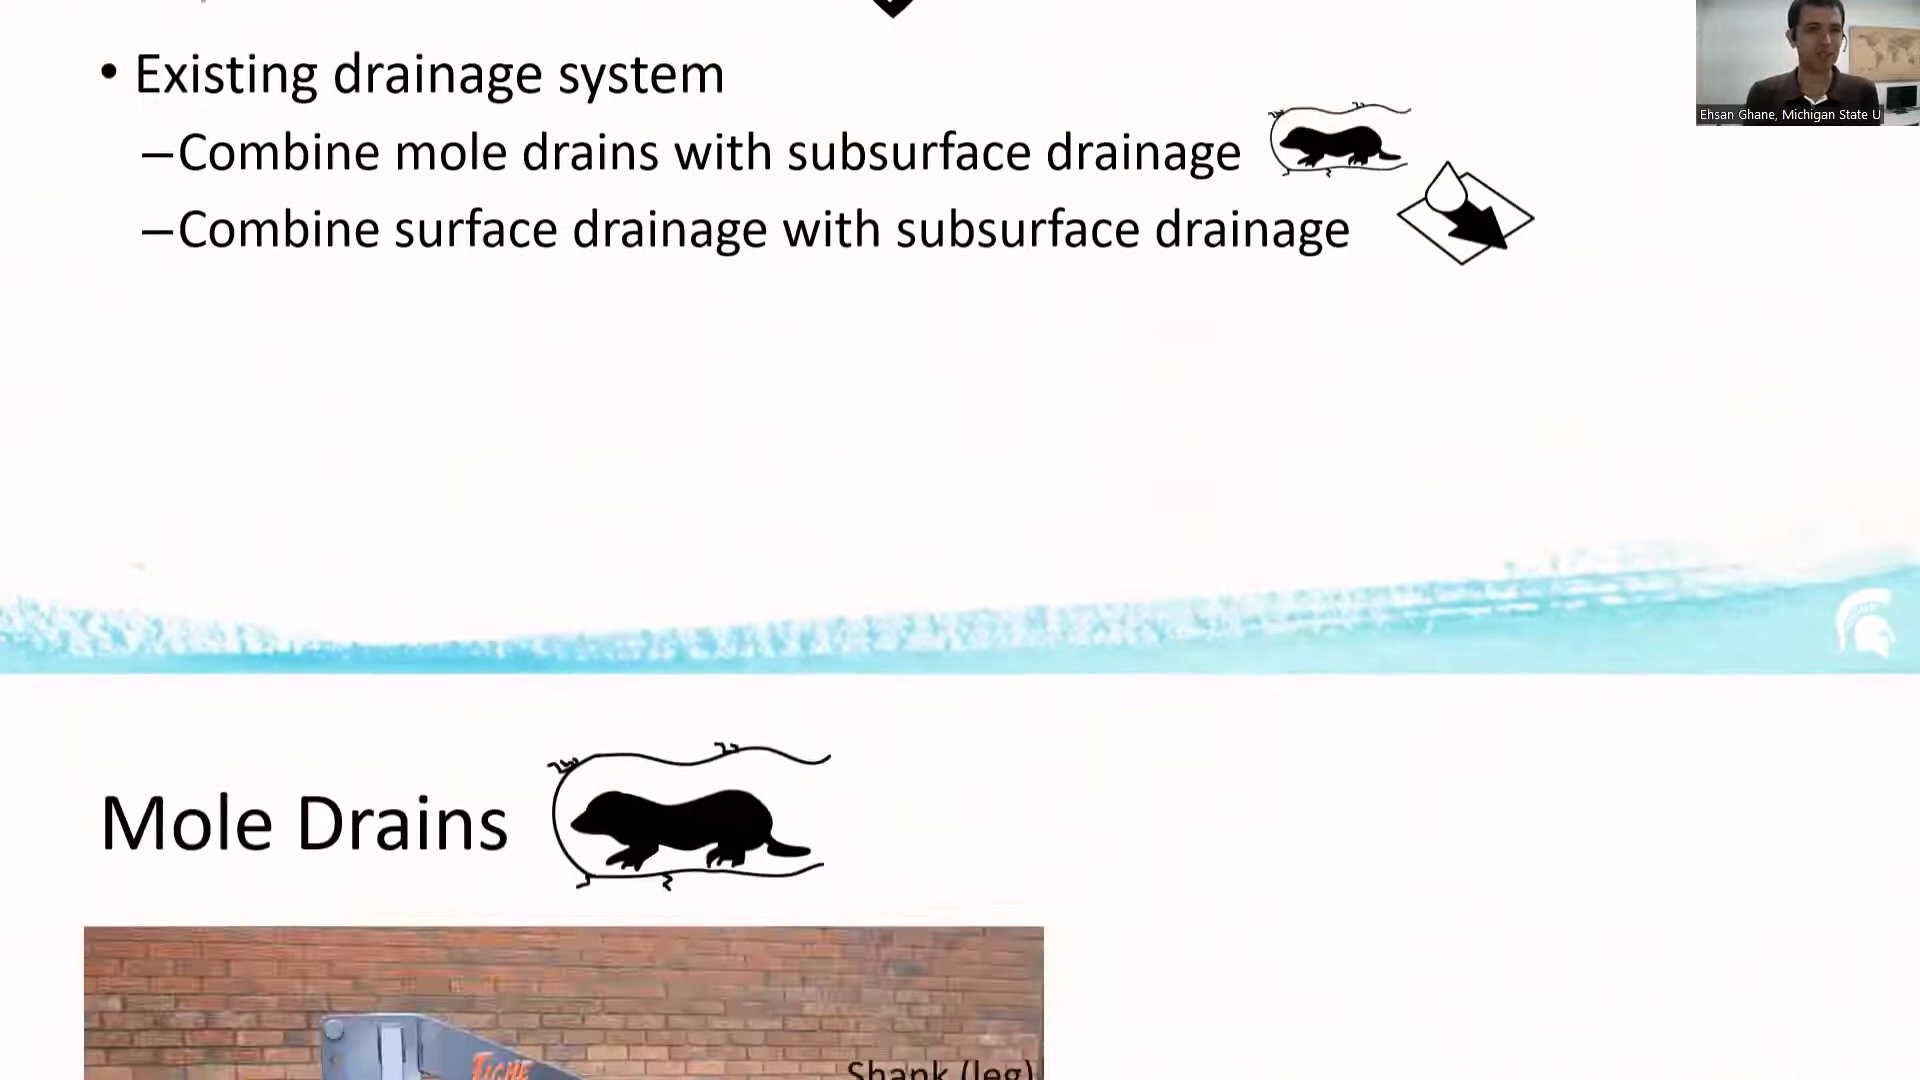 Ehsan Ghane, Michigan State U
• Existing drainage system
–Combine mole drains with subsurface drainage
–Combine surface drainage with subsurface drainage
Mole Drains
TIGHE
Shank (leg)